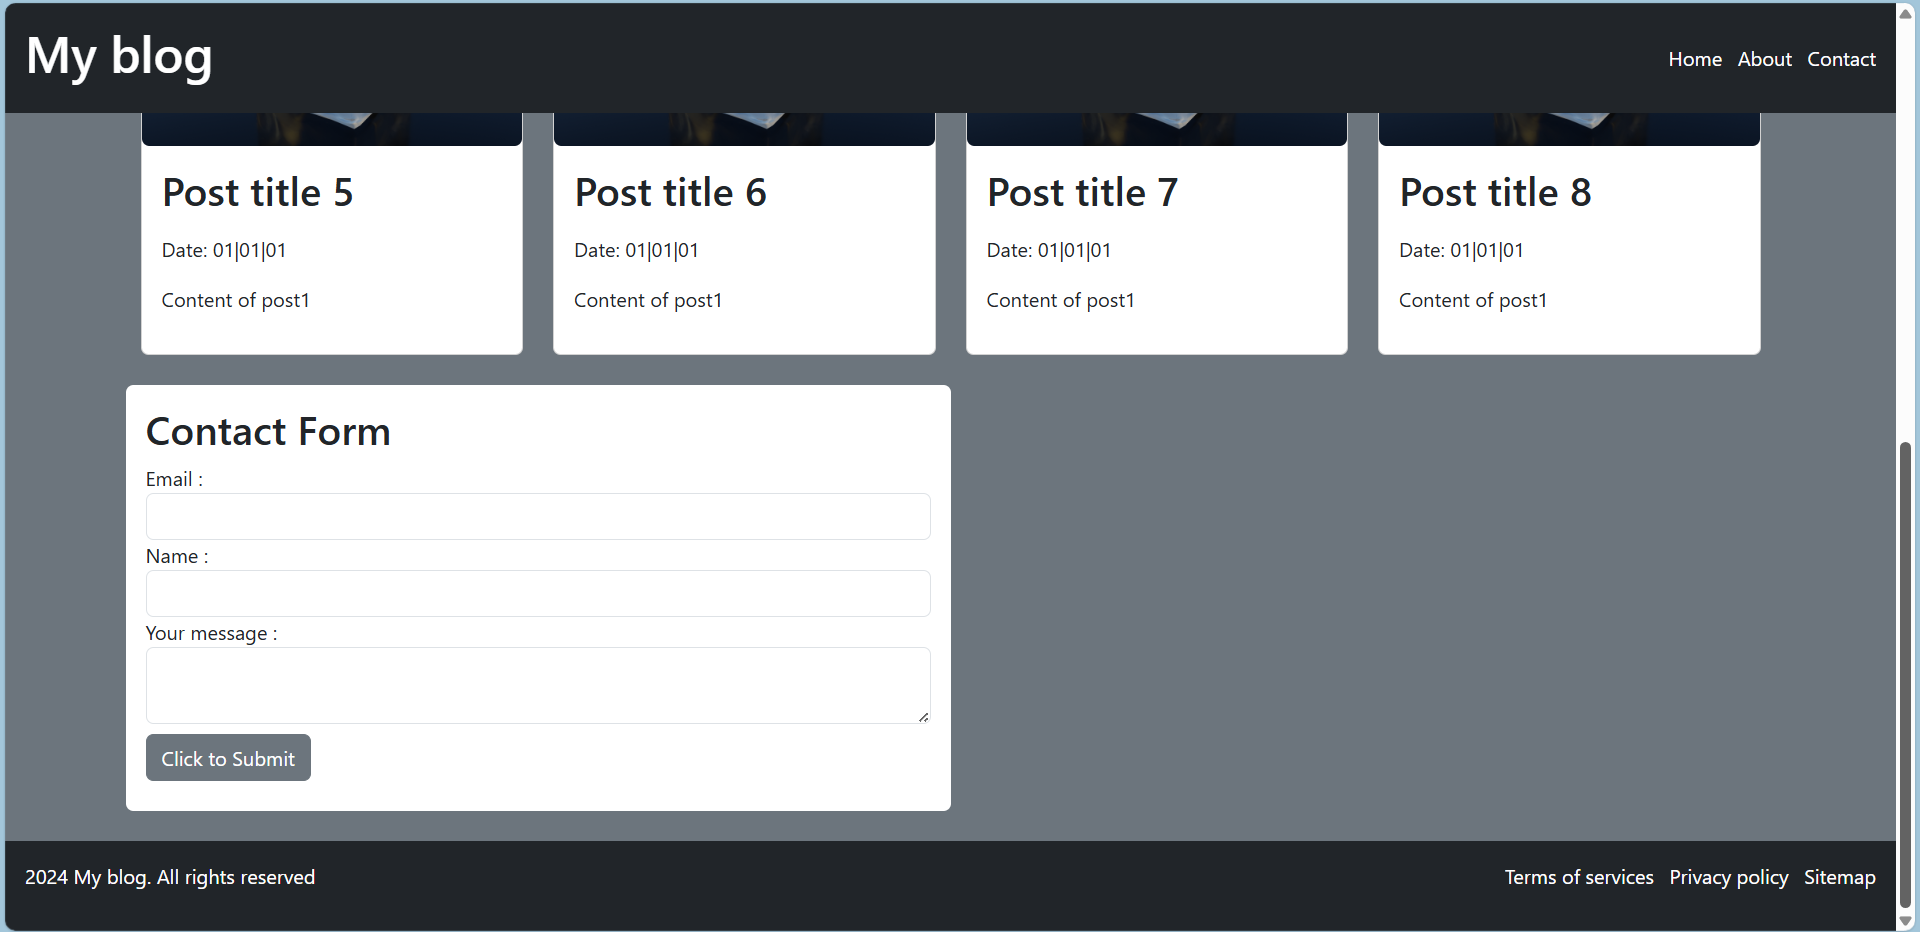 My blog
Home About Contact
Post title 5
Date: 01|01|01
Content of post1
Post title 6
Date: 01|01|01
Content of post1
Post title 7
Date: 01|01|01
Content of post1
Post title 8
Date: 01|01|01
Content of post1
Contact Form
Email :
Name :
Your message :
Click to Submit
2024 My blog. All rights reserved
Terms of services Privacy policy Sitemap